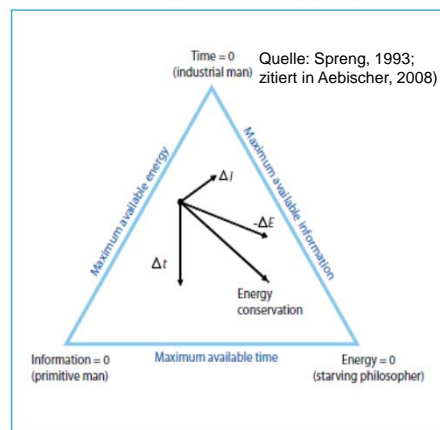 Time = 0
(industrial man)
Quelle: Spreng, 1993;
zitiert in Aebischer, 2008)
Maximum available energy
Maximum available information
ΔI
-ΔE
Δt
Energy
conservation
Information = 0
(primitive man)
Maximum available time
Energy = 0
(starving philosopher)